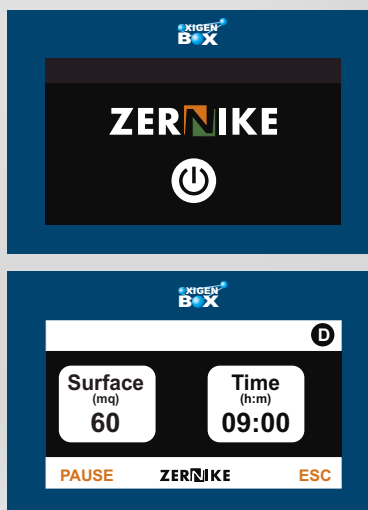 OXIGEN
BOX
ZERNIKE
OXIGEN
BOX
D
Surface
(mq)
60
Time
(h:m)
09:00
PAUSE ZERNIKE ESC